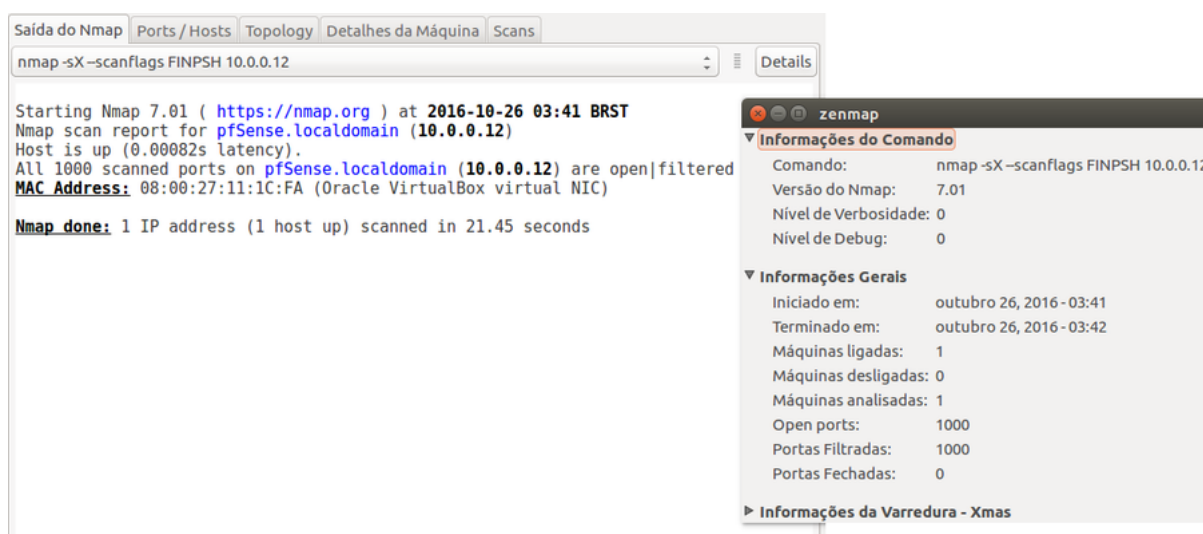 Saída do Nmap Ports / Hosts Topology Detalhes da Máquina Scans
nmap -sX --scanflags FINPSH 10.0.0.12 Details
Starting Nmap 7.01 ( https://nmap.org ) at 2016-10-26 03:41 BRST
Nmap scan report for pfSense.localdomain (10.0.0.12)
Host is up (0.00082s latency).
All 1000 scanned ports on pfSense.localdomain (10.0.0.12) are open|filtered
MAC Address: 08:00:27:11:1C:FA (Oracle VirtualBox virtual NIC)
Nmap done: 1 IP address (1 host up) scanned in 21.45 seconds
zenmap
Informações do Comando
Comando: nmap -sX --scanflags FINPSH 10.0.0.12
Versão do Nmap: 7.01
Nível de Verbosidade: 0
Nível de Debug: 0
Informações Gerais
Iniciado em: outubro 26, 2016 - 03:41
Terminado em: outubro 26, 2016 - 03:42
Máquinas ligadas: 1
Máquinas desligadas: 0
Máquinas analisadas: 1
Open ports: 1000
Portas Filtradas: 1000
Portas Fechadas: 0
Informações da Varredura - Xmas